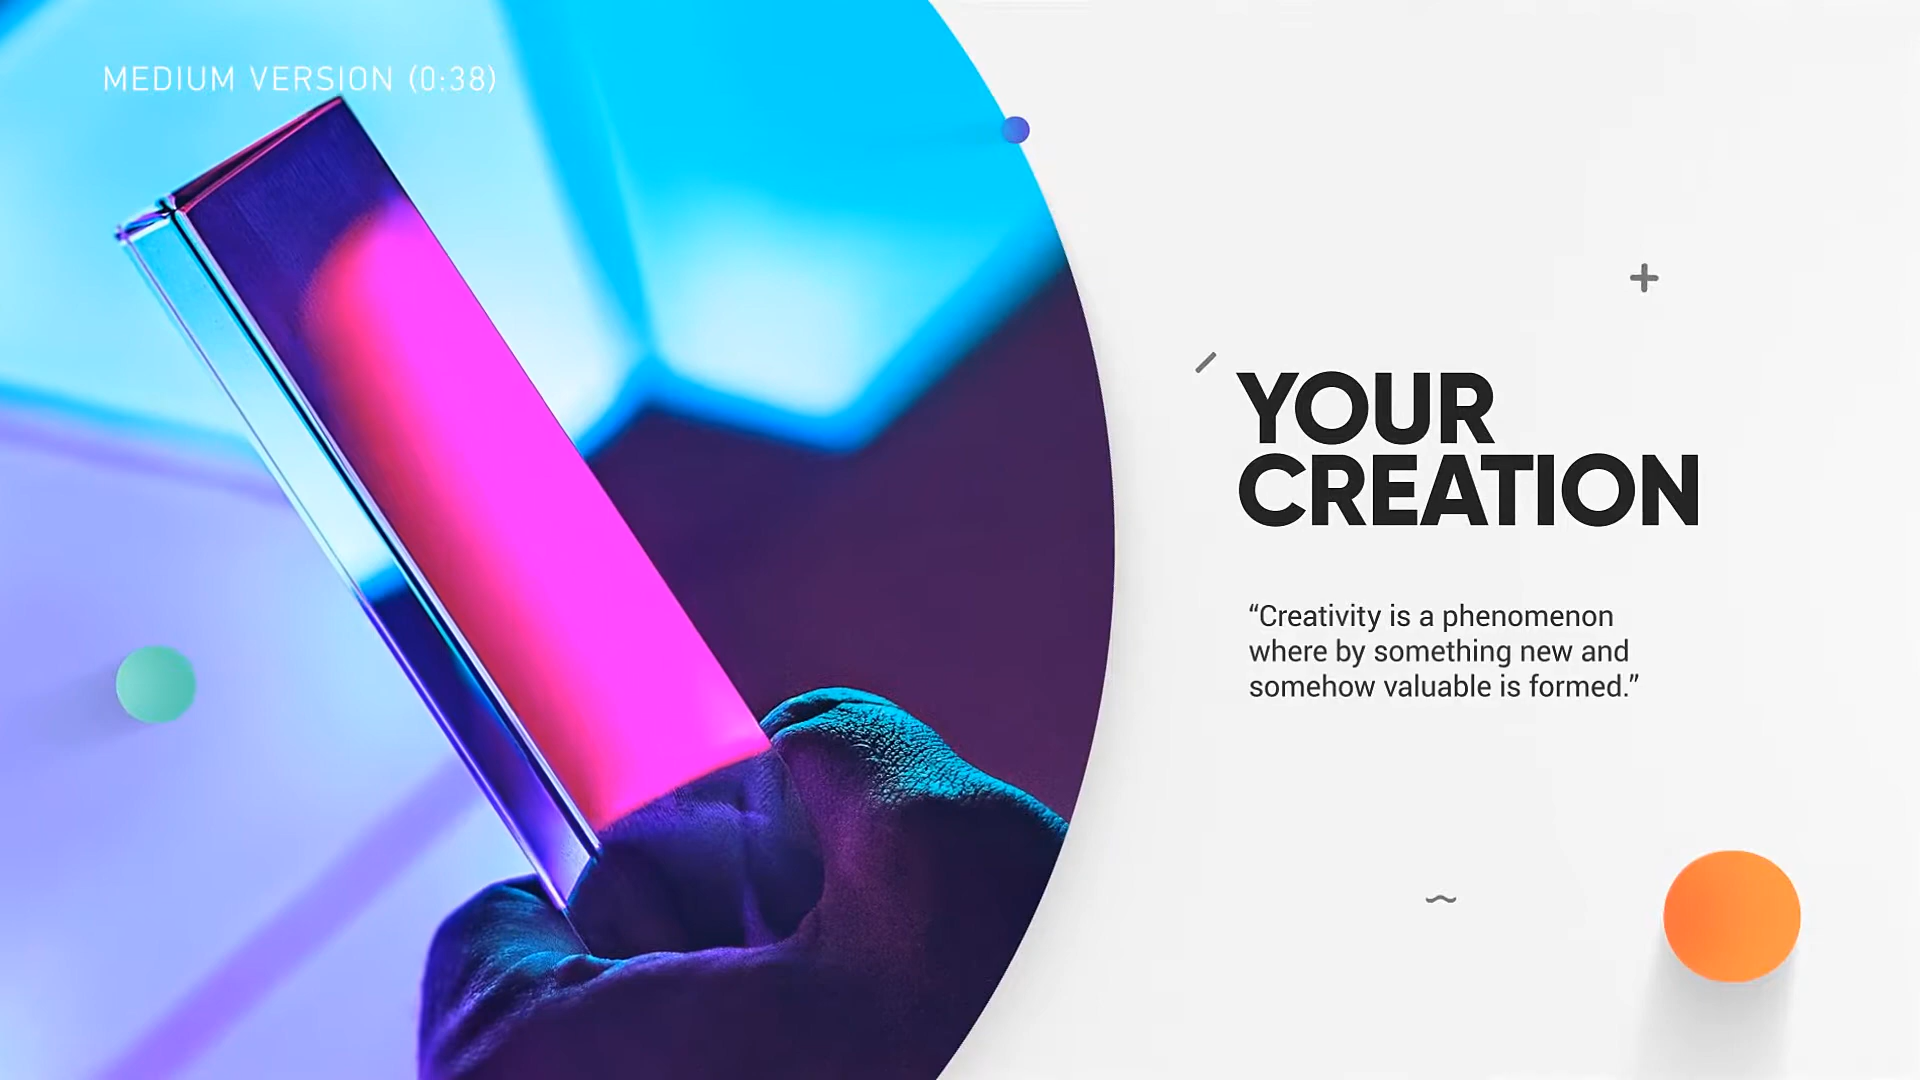 MEDIUM VERSION (0:38)
YOUR
CREATION
“Creativity is a phenomenon
where by something new and
somehow valuable is formed.”